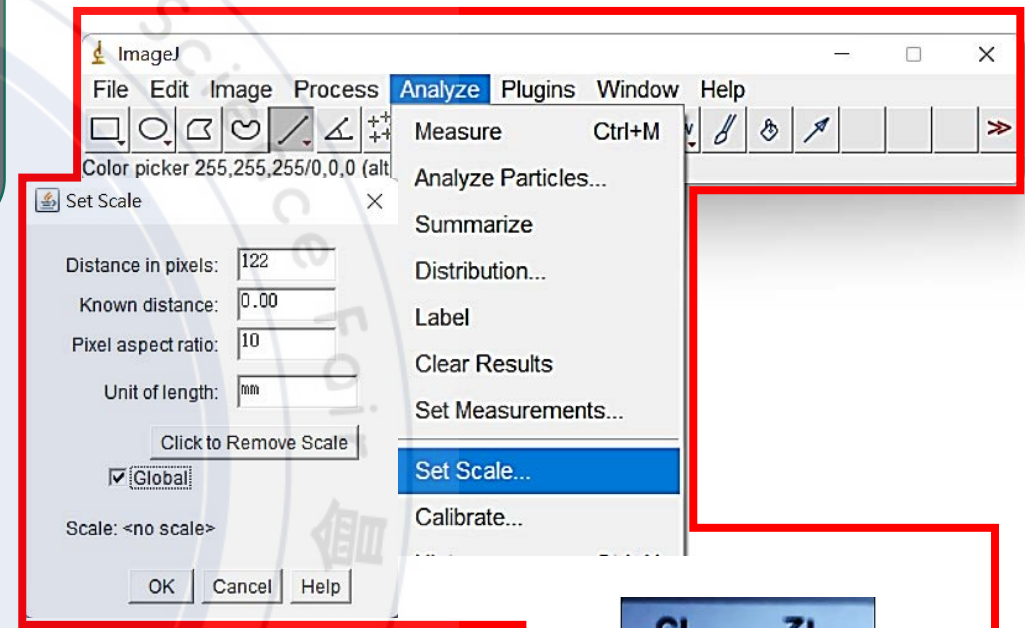 ImageJ
File Edit Image Process Analyze Plugins Window Help
Color picker 255,255,255/0,0,0 (alt
Measure Ctrl+M
Analyze Particles...
Summarize
Distribution...
Label
Clear Results
Set Measurements...
Set Scale...
Calibrate...
Set Scale
Distance in pixels: 122
Known distance: 0.00
Pixel aspect ratio: 10
Unit of length: mm
Click to Remove Scale
Global
Scale: <no scale>
OK Cancel Help
Science Fair
會